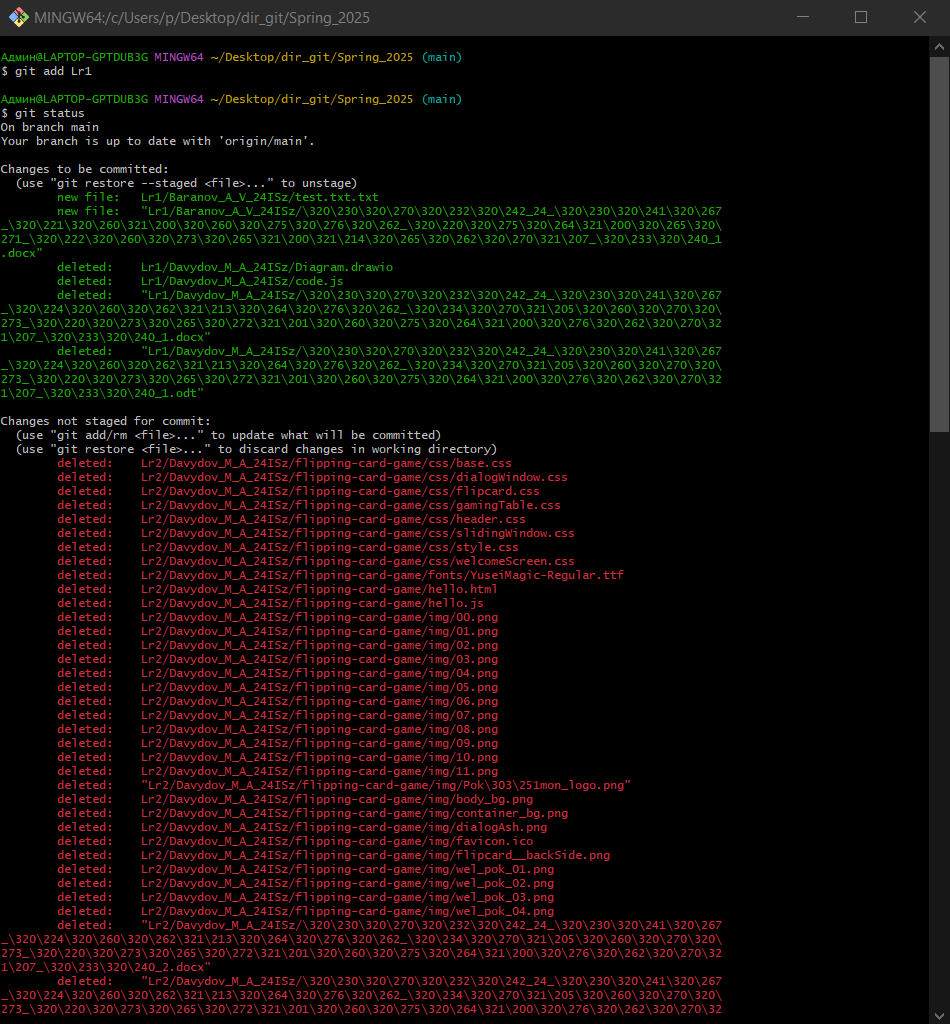 MINGW64:/c/Users/p/Desktop/dir_git/Spring_2025
Админ@LAPTOP-GPTDUB3G MINGW64 ~/Desktop/dir_git/Spring_2025 (main)
$ git add Lr1
Админ@LAPTOP-GPTDUB3G MINGW64 ~/Desktop/dir_git/Spring_2025 (main)
$ git status
On branch main
Your branch is up to date with 'origin/main'.
Changes to be committed:
  (use "git restore --staged <file>..." to unstage)
        new file:   Lr1/Baranov_A_V_24ISz/test.txt.txt
        new file:   "Lr1/Baranov_A_V_24ISz/\320\230\320\270\320\232\320\242_24_\320\230\320\241\320\267
_\320\221\320\260\321\200\320\260\320\275\320\276\320\262_\320\220\320\275\320\264\321\200\320\265\320\
271_\320\222\320\260\320\273\320\265\321\200\321\214\320\265\320\262\320\270\321\207_\320\233\320\240_1
.docx"
        deleted:    Lr1/Davydov_M_A_24ISz/Diagram.drawio
        deleted:    Lr1/Davydov_M_A_24ISz/code.js
        deleted:    "Lr1/Davydov_M_A_24ISz/\320\230\320\270\320\232\320\242_24_\320\230\320\241\320\267
_\320\224\320\260\320\262\321\213\320\264\320\276\320\262_\320\234\320\270\321\205\320\260\320\270\320\
273_\320\220\320\273\320\265\320\272\321\201\320\260\320\275\320\264\321\200\320\276\320\262\320\270\32
1\207_\320\233\320\240_1.docx"
        deleted:    "Lr1/Davydov_M_A_24ISz/\320\230\320\270\320\232\320\242_24_\320\230\320\241\320\267
_\320\224\320\260\320\262\321\213\320\264\320\276\320\262_\320\234\320\270\321\205\320\260\320\270\320\
273_\320\220\320\273\320\265\320\272\321\201\320\260\320\275\320\264\321\200\320\276\320\262\320\270\32
1\207_\320\233\320\240_1.odt"
Changes not staged for commit:
  (use "git add/rm <file>..." to update what will be committed)
  (use "git restore <file>..." to discard changes in working directory)
        deleted:    Lr2/Davydov_M_A_24ISz/flipping-card-game/css/base.css
        deleted:    Lr2/Davydov_M_A_24ISz/flipping-card-game/css/dialogWindow.css
        deleted:    Lr2/Davydov_M_A_24ISz/flipping-card-game/css/flipcard.css
        deleted:    Lr2/Davydov_M_A_24ISz/flipping-card-game/css/gamingTable.css
        deleted:    Lr2/Davydov_M_A_24ISz/flipping-card-game/css/header.css
        deleted:    Lr2/Davydov_M_A_24ISz/flipping-card-game/css/slidingWindow.css
        deleted:    Lr2/Davydov_M_A_24ISz/flipping-card-game/css/style.css
        deleted:    Lr2/Davydov_M_A_24ISz/flipping-card-game/css/welcomeScreen.css
        deleted:    Lr2/Davydov_M_A_24ISz/flipping-card-game/fonts/YuseiMagic-Regular.ttf
        deleted:    Lr2/Davydov_M_A_24ISz/flipping-card-game/hello.html
        deleted:    Lr2/Davydov_M_A_24ISz/flipping-card-game/hello.js
        deleted:    Lr2/Davydov_M_A_24ISz/flipping-card-game/img/00.png
        deleted:    Lr2/Davydov_M_A_24ISz/flipping-card-game/img/01.png
        deleted:    Lr2/Davydov_M_A_24ISz/flipping-card-game/img/02.png
        deleted:    Lr2/Davydov_M_A_24ISz/flipping-card-game/img/03.png
        deleted:    Lr2/Davydov_M_A_24ISz/flipping-card-game/img/04.png
        deleted:    Lr2/Davydov_M_A_24ISz/flipping-card-game/img/05.png
        deleted:    Lr2/Davydov_M_A_24ISz/flipping-card-game/img/06.png
        deleted:    Lr2/Davydov_M_A_24ISz/flipping-card-game/img/07.png
        deleted:    Lr2/Davydov_M_A_24ISz/flipping-card-game/img/08.png
        deleted:    Lr2/Davydov_M_A_24ISz/flipping-card-game/img/09.png
        deleted:    Lr2/Davydov_M_A_24ISz/flipping-card-game/img/10.png
        deleted:    Lr2/Davydov_M_A_24ISz/flipping-card-game/img/11.png
        deleted:    "Lr2/Davydov_M_A_24ISz/flipping-card-game/img/Pok\303\251mon_logo.png"
        deleted:    Lr2/Davydov_M_A_24ISz/flipping-card-game/img/body_bg.png
        deleted:    Lr2/Davydov_M_A_24ISz/flipping-card-game/img/container_bg.png
        deleted:    Lr2/Davydov_M_A_24ISz/flipping-card-game/img/dialogAsh.png
        deleted:    Lr2/Davydov_M_A_24ISz/flipping-card-game/img/favicon.ico
        deleted:    Lr2/Davydov_M_A_24ISz/flipping-card-game/img/flipcard__backSide.png
        deleted:    Lr2/Davydov_M_A_24ISz/flipping-card-game/img/wel_pok_01.png
        deleted:    Lr2/Davydov_M_A_24ISz/flipping-card-game/img/wel_pok_02.png
        deleted:    Lr2/Davydov_M_A_24ISz/flipping-card-game/img/wel_pok_03.png
        deleted:    Lr2/Davydov_M_A_24ISz/flipping-card-game/img/wel_pok_04.png
        deleted:    "Lr2/Davydov_M_A_24ISz/\320\230\320\270\320\232\320\242_24_\320\230\320\241\320\267
_\320\224\320\260\320\262\321\213\320\264\320\276\320\262_\320\234\320\270\321\205\320\260\320\270\320\
273_\320\220\320\273\320\265\320\272\321\201\320\260\320\275\320\264\321\200\320\276\320\262\320\270\32
1\207_\320\233\320\240_2.docx"
        deleted:    "Lr2/Davydov_M_A_24ISz/\320\230\320\270\320\232\320\242_24_\320\230\320\241\320\267
_\320\224\320\260\320\262\321\213\320\264\320\276\320\262_\320\234\320\270\321\205\320\260\320\270\320\
273_\320\220\320\273\320\265\320\272\321\201\320\260\320\275\320\264\321\200\320\276\320\262\320\270\32